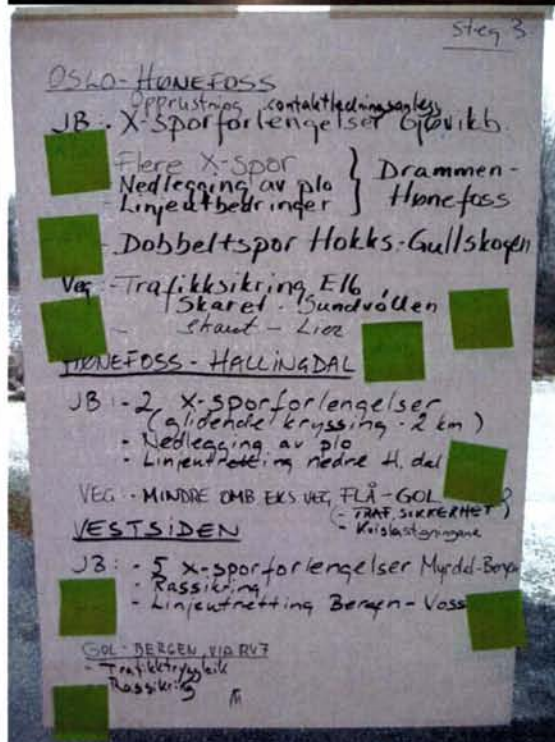 Steg 3
OSLO-HØNEFOSS
Opprustning contaktledningsanlegg
JB: - X-sporforlengelser Gjøvikb.
Flere X-spor
- Nedlegging av plo
- Linjeutbedringer
} Drammen-
Hønefoss
- Dobbeltspor Hokks.-Gullskogen
Veg: - Trafikksikring E16
Skaret - Sundvollen
- Skaret - Lier
HØNEFOSS - HALLINGDAL
JB: - 2 X-sporforlengelser
(glidende kryssing - 2 km)
- Nedlegging av plo
- Linjeutretting nedre H.dal
VEG: - MINDRE OMB EKS VEG, FLÅ-GOL
(- TRAF.SIKKERHET)
VESTSIDEN
JB: - 5 X-sporforlengelser Myrdal-Bergen
- Rassikring
- Linjeutretting Bergen-Voss
GOL-BERGEN VIA RV7
- Trafikktryggleik
Rassikring